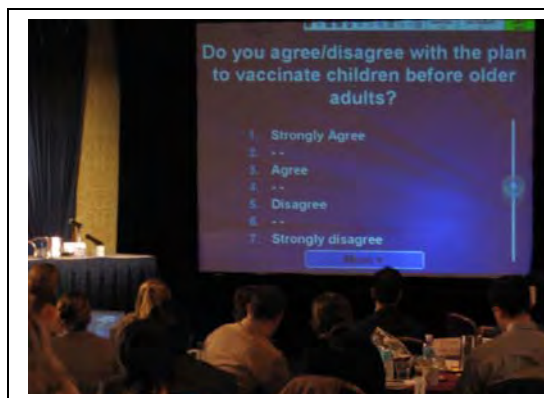 Do you agree/disagree with the plan
to vaccinate children before older
adults?
1. Strongly Agree
2. - -
3. Agree
4. - -
5. Disagree
6. - -
7. Strongly disagree